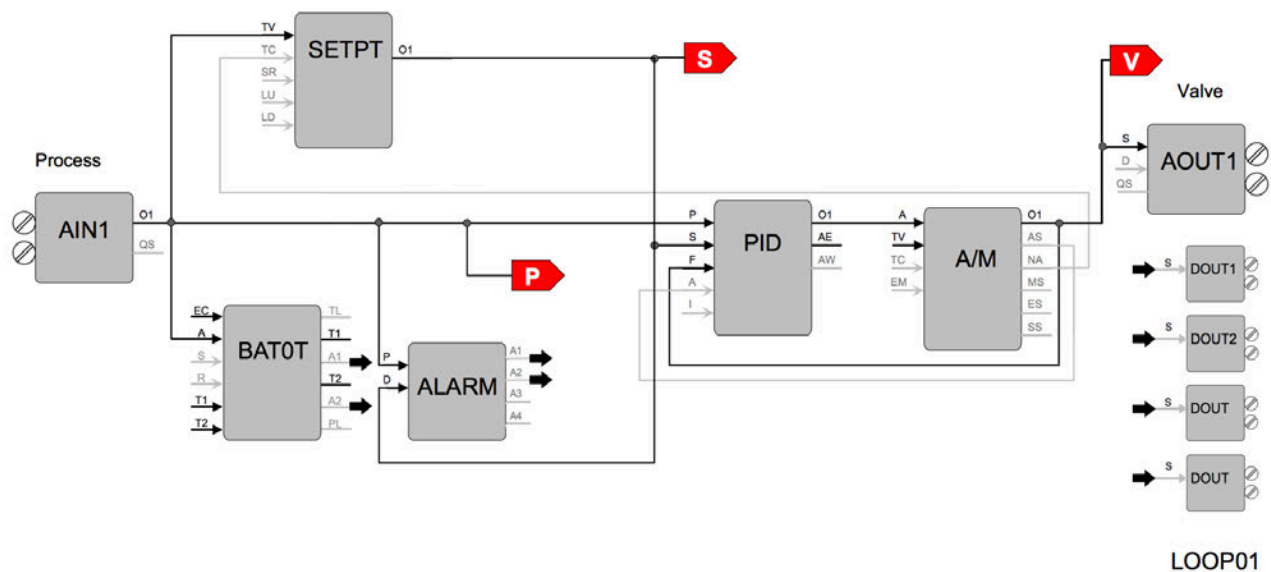 TV
TC
SR
LU
LD
SETPT
O1
S
V
Valve
S
D
QS
AOUT1
Process
AIN1
O1
QS
P
S
F
A
I
PID
O1
AE
AW
A
TV
TC
EM
A/M
O1
AS
NA
MS
ES
SS
P
EC
A
S
R
T1
T2
BAT0T
TL
T1
A1
T2
A2
PL
P
D
ALARM
A1
A2
A3
A4
S
DOUT1
S
DOUT2
S
DOUT
S
DOUT
LOOP01